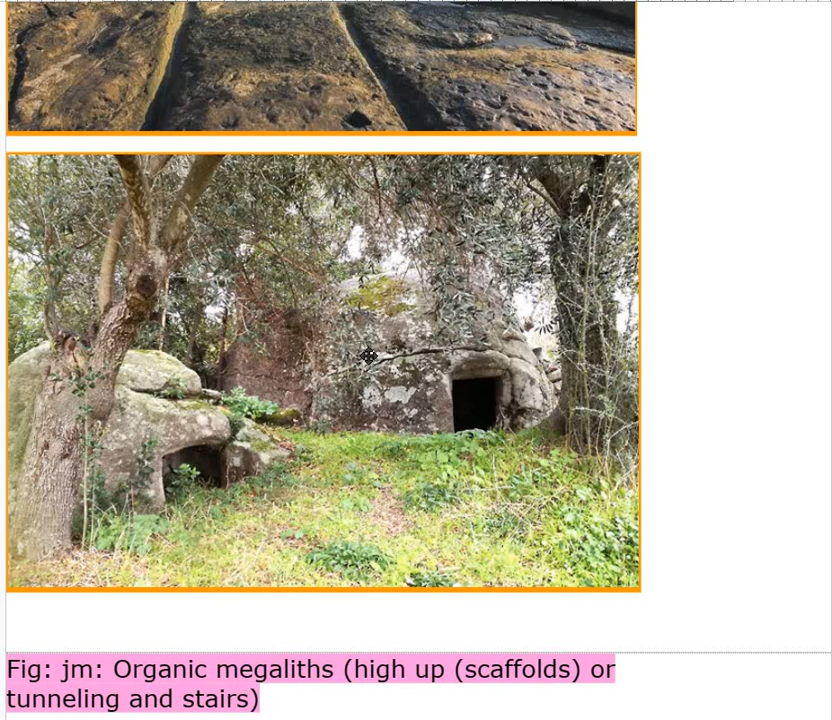 Fig: jm: Organic megaliths (high up (scaffolds) or
tunneling and stairs)